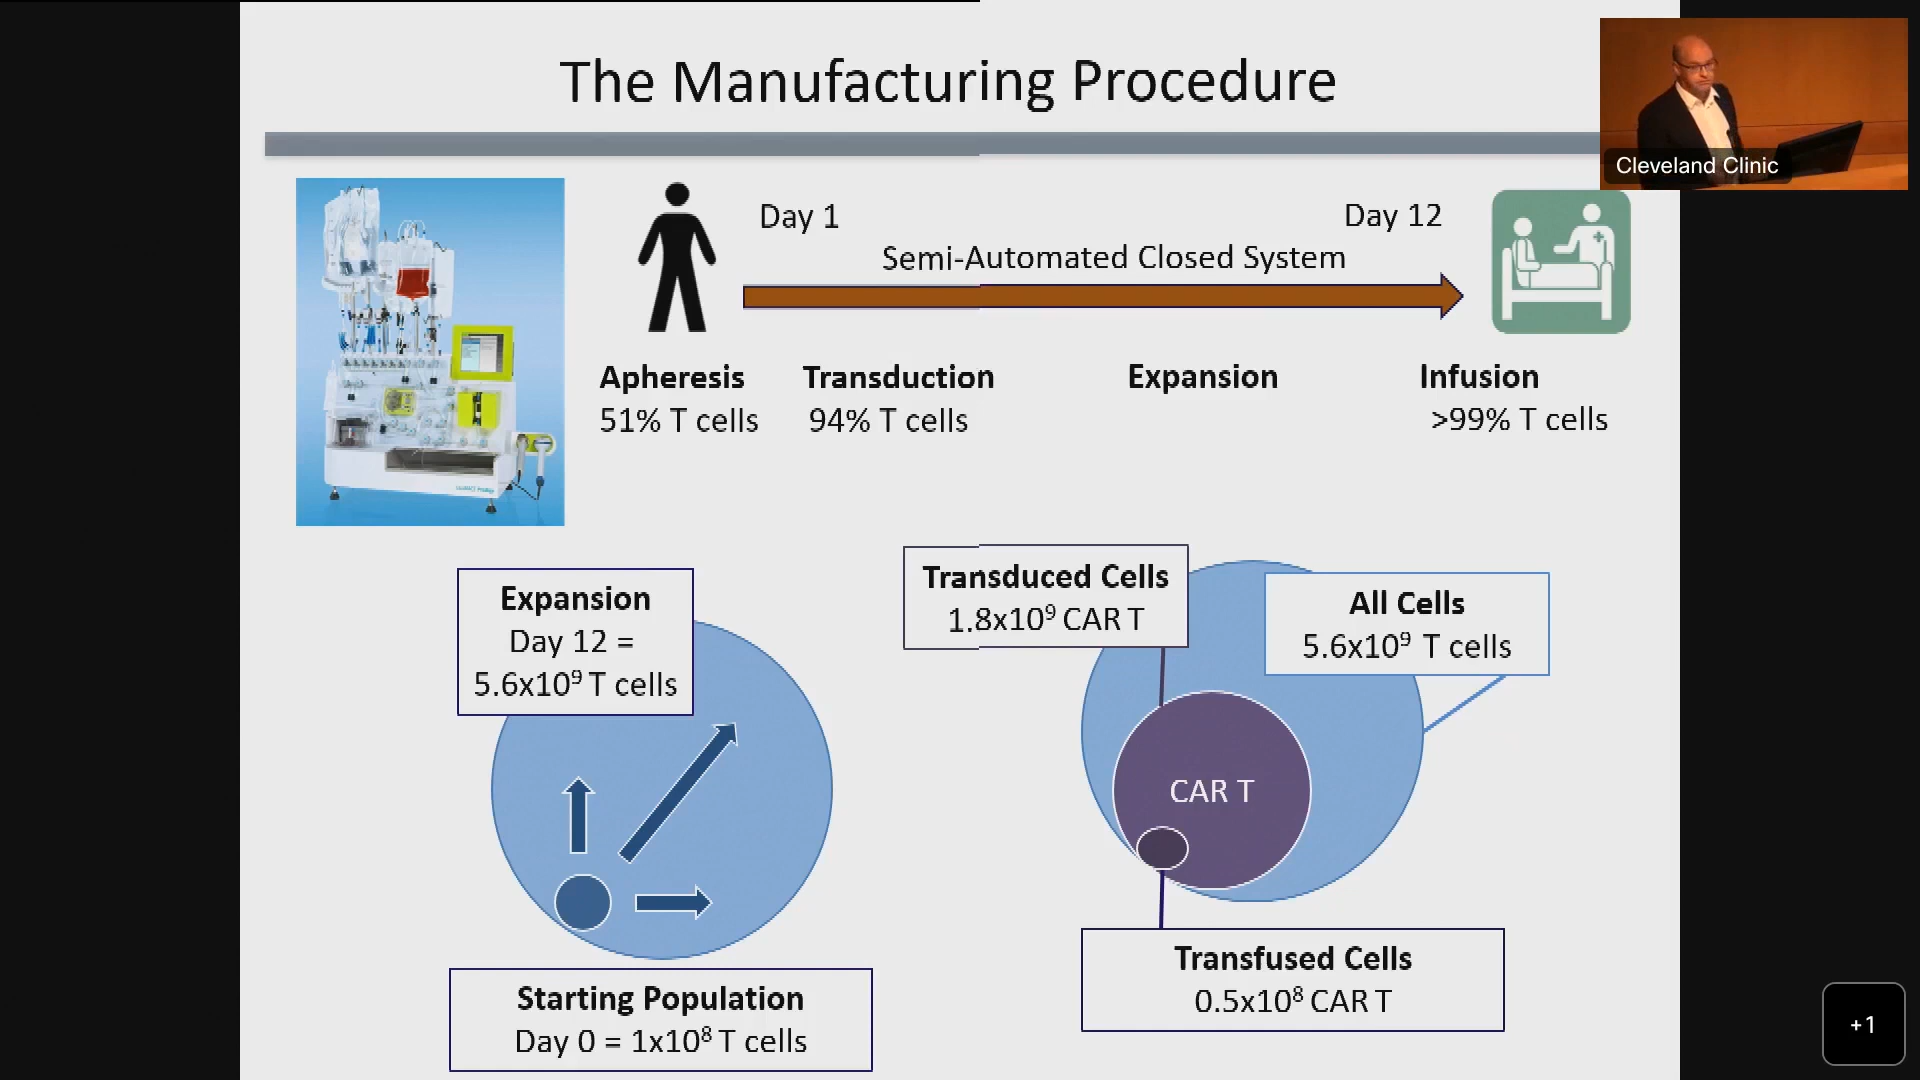 The Manufacturing Procedure
Cleveland Clinic
Day 1
Day 12
Semi-Automated Closed System
Apheresis
51% T cells
Transduction
94% T cells
Expansion
Infusion
>99% T cells
Expansion
Day 12 =
5.6x10⁹ T cells
Starting Population
Day 0 = 1x10⁸ T cells
Transduced Cells
1.8x10⁹ CAR T
All Cells
5.6x10⁹ T cells
CAR T
Transfused Cells
0.5x10⁸ CAR T
+1